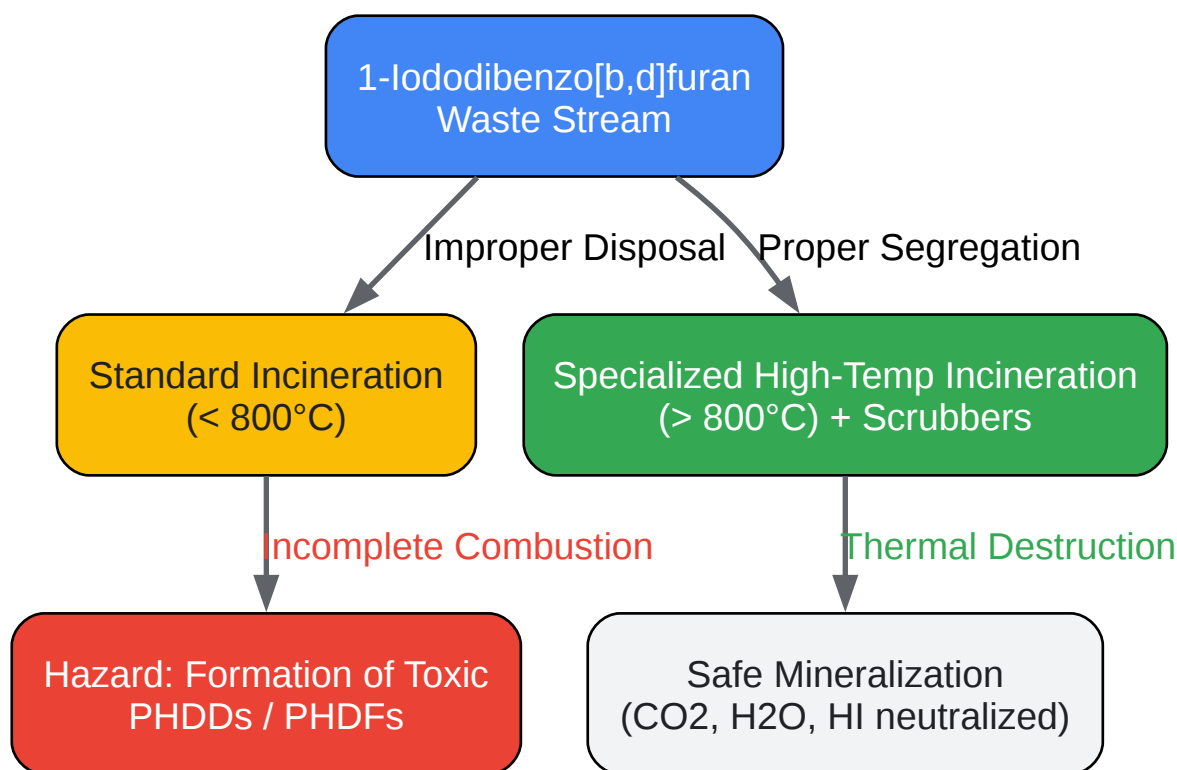 1-Iododibenzo[b,d]furan
Waste Stream
Improper Disposal
Proper Segregation
Standard Incineration
(< 800°C)
Specialized High-Temp Incineration
(> 800°C) + Scrubbers
Incomplete Combustion
Thermal Destruction
Hazard: Formation of Toxic
PHDDs / PHDFs
Safe Mineralization
(CO2, H2O, HI neutralized)